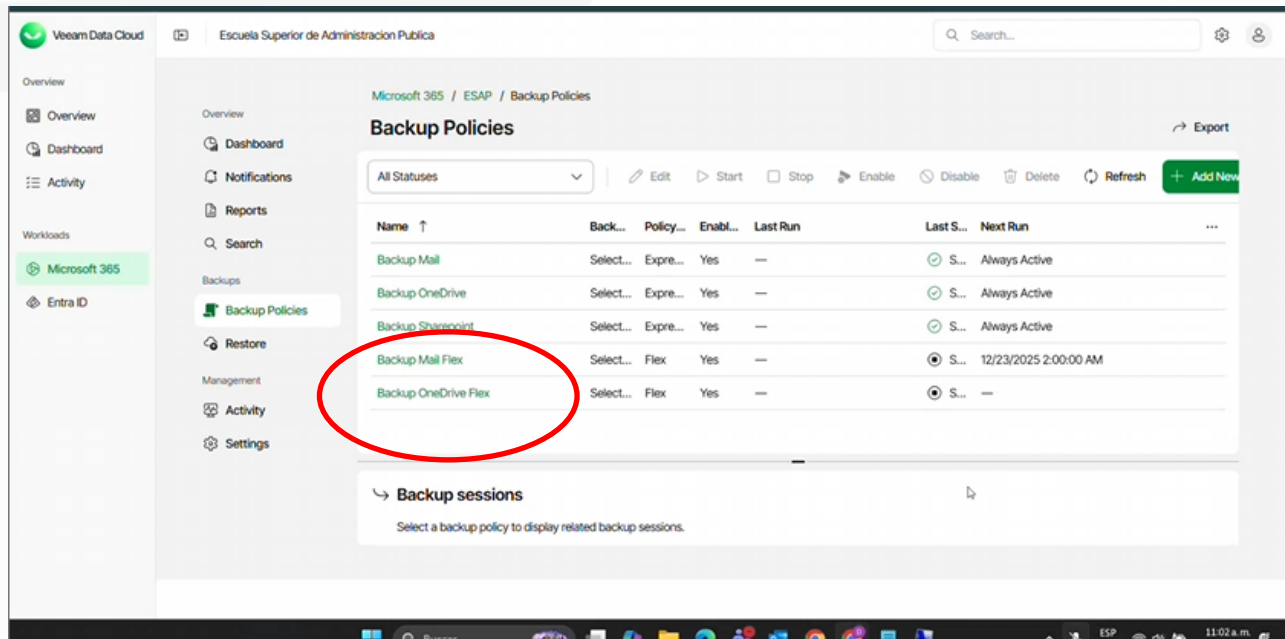 Veeam Data Cloud
Escuela Superior de Administracion Publica
Search...
Overview
Overview
Dashboard
Activity
Workloads
Microsoft 365
Entra ID
Overview
Dashboard
Notifications
Reports
Search
Backups
Backup Policies
Restore
Management
Activity
Settings
Microsoft 365 / ESAP / Backup Policies
Backup Policies
Export
All Statuses
Edit Start Stop Enable Disable Delete Refresh + Add New
Name ↑ Back... Policy... Enabl... Last Run Last S... Next Run ...
Backup Mail Select... Expre... Yes — S... Always Active
Backup OneDrive Select... Expre... Yes — S... Always Active
Backup Sharepoint Select... Expre... Yes — S... Always Active
Backup Mail Flex Select... Flex Yes — S... 12/23/2025 2:00:00 AM
Backup OneDrive Flex Select... Flex Yes — S... —
Backup sessions
Select a backup policy to display related backup sessions.
ESP
11:02 a.m.